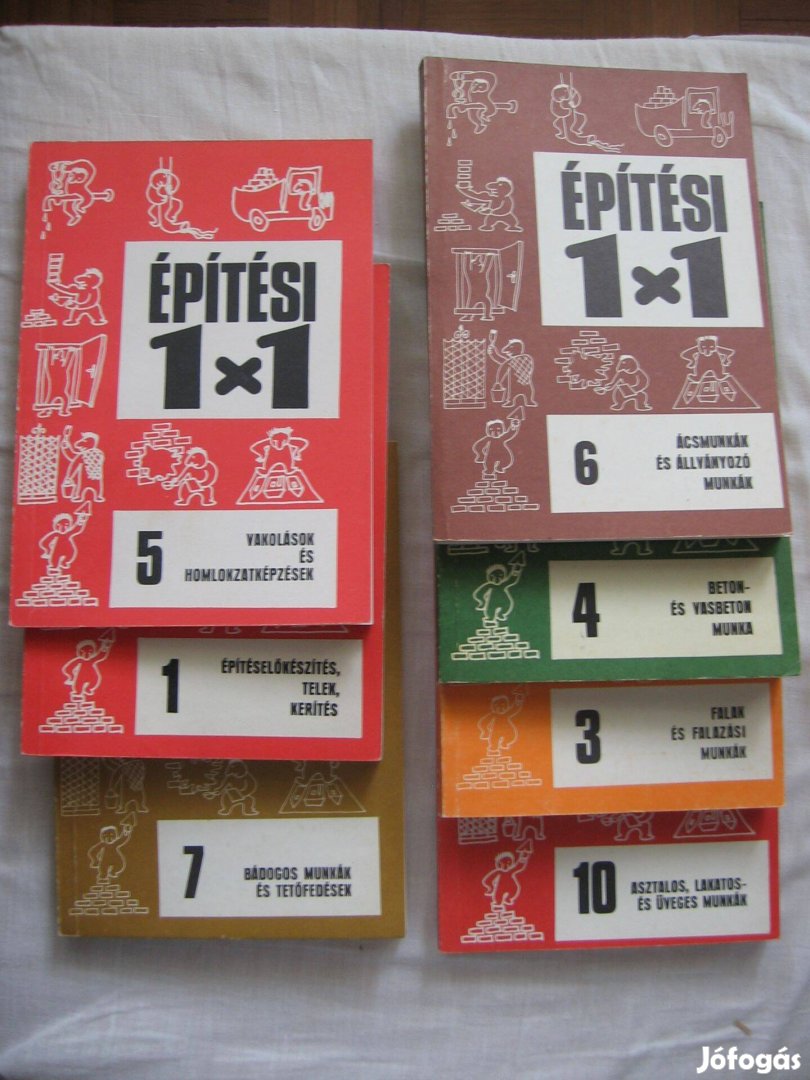 ÉPÍTÉSI
1×1
5
VAKOLÁSOK
ÉS
HOMLOKZATKÉPZÉSEK
1
ÉPÍTÉSELŐKÉSZÍTÉS,
TELEK,
KERÍTÉS
7
BÁDOGOS MUNKÁK
ÉS TETŐFEDÉSEK
ÉPÍTÉSI
1×1
6
ÁCSMUNKÁK
ÉS ÁLLVÁNYOZÓ
MUNKÁK
4
BETON-
ÉS VASBETON
MUNKA
3
FALAK
ÉS FALAZÁSI
MUNKÁK
10
ASZTALOS, LAKATOS-
ÉS ÜVEGES MUNKÁK
Jófogás